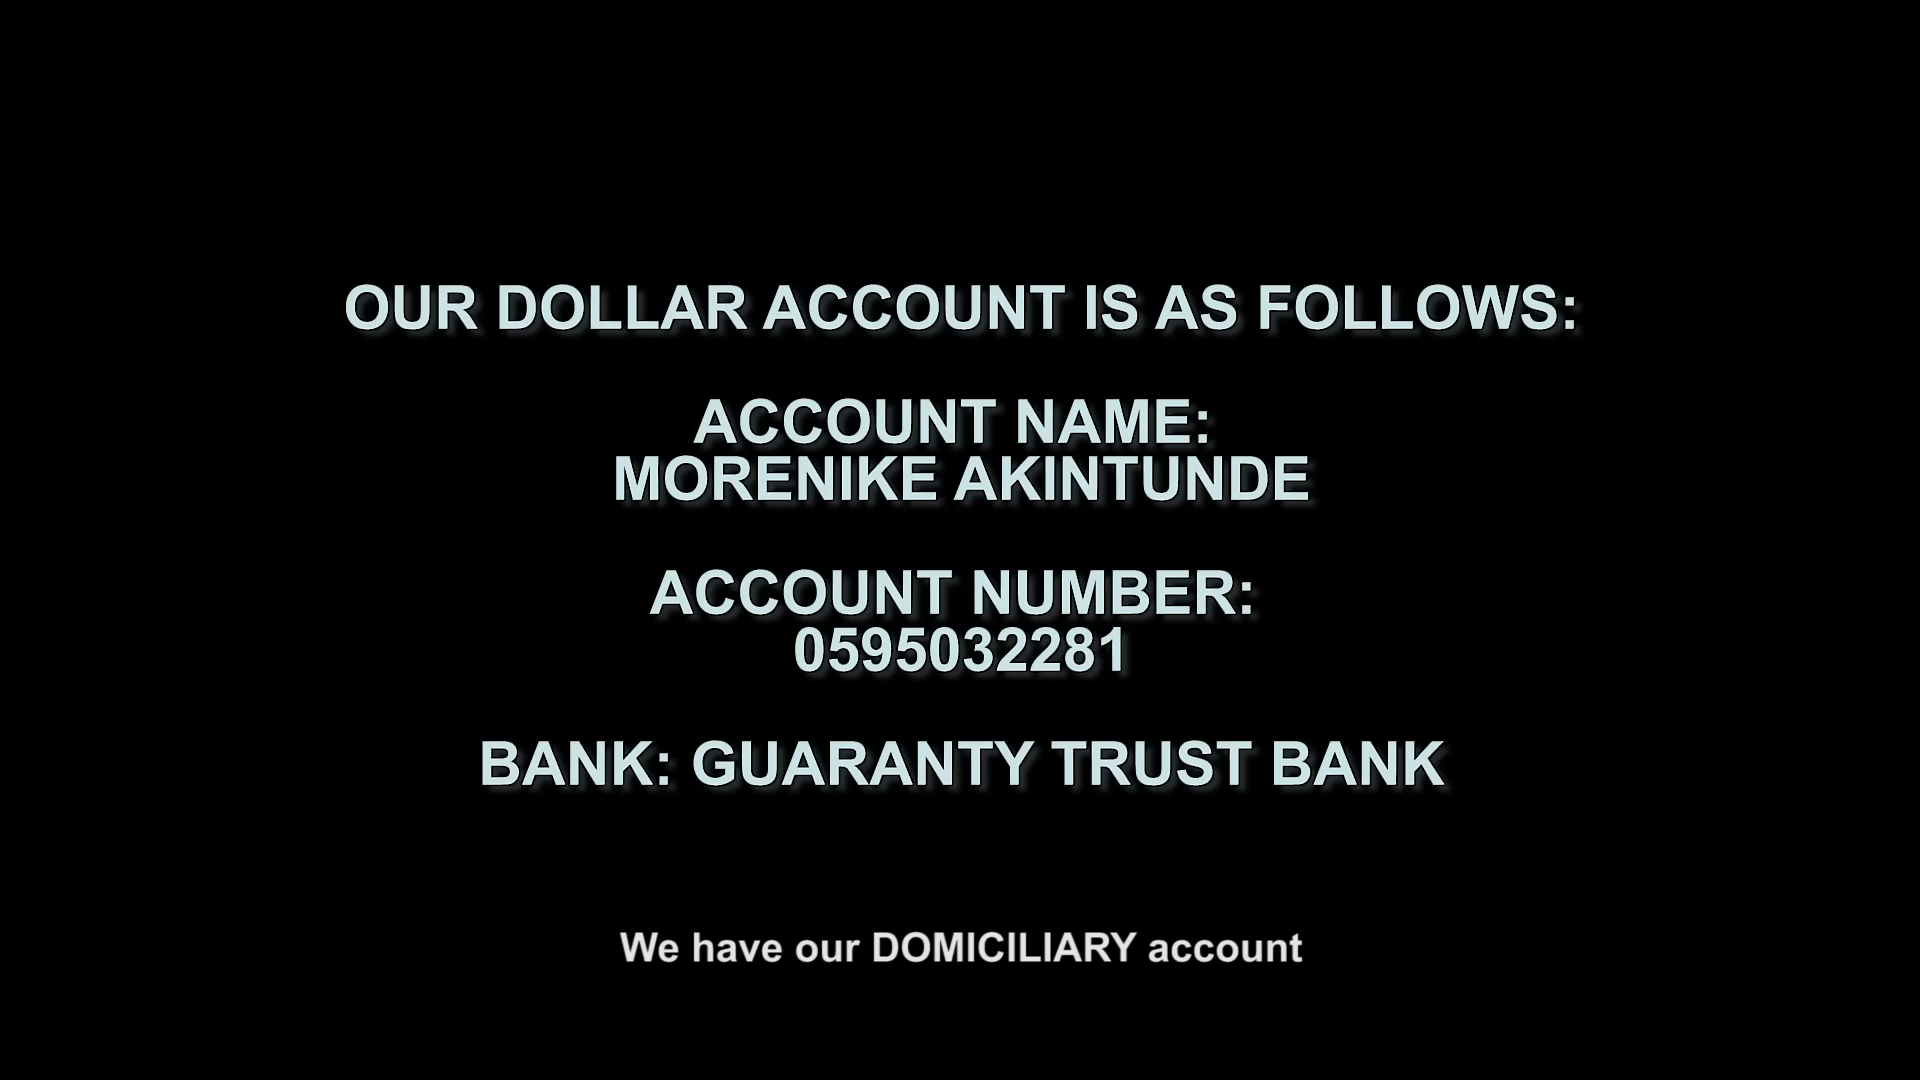 OUR DOLLAR ACCOUNT IS AS FOLLOWS:
ACCOUNT NAME:
MORENIKE AKINTUNDE
ACCOUNT NUMBER:
0595032281
BANK: GUARANTY TRUST BANK
We have our DOMICILIARY account